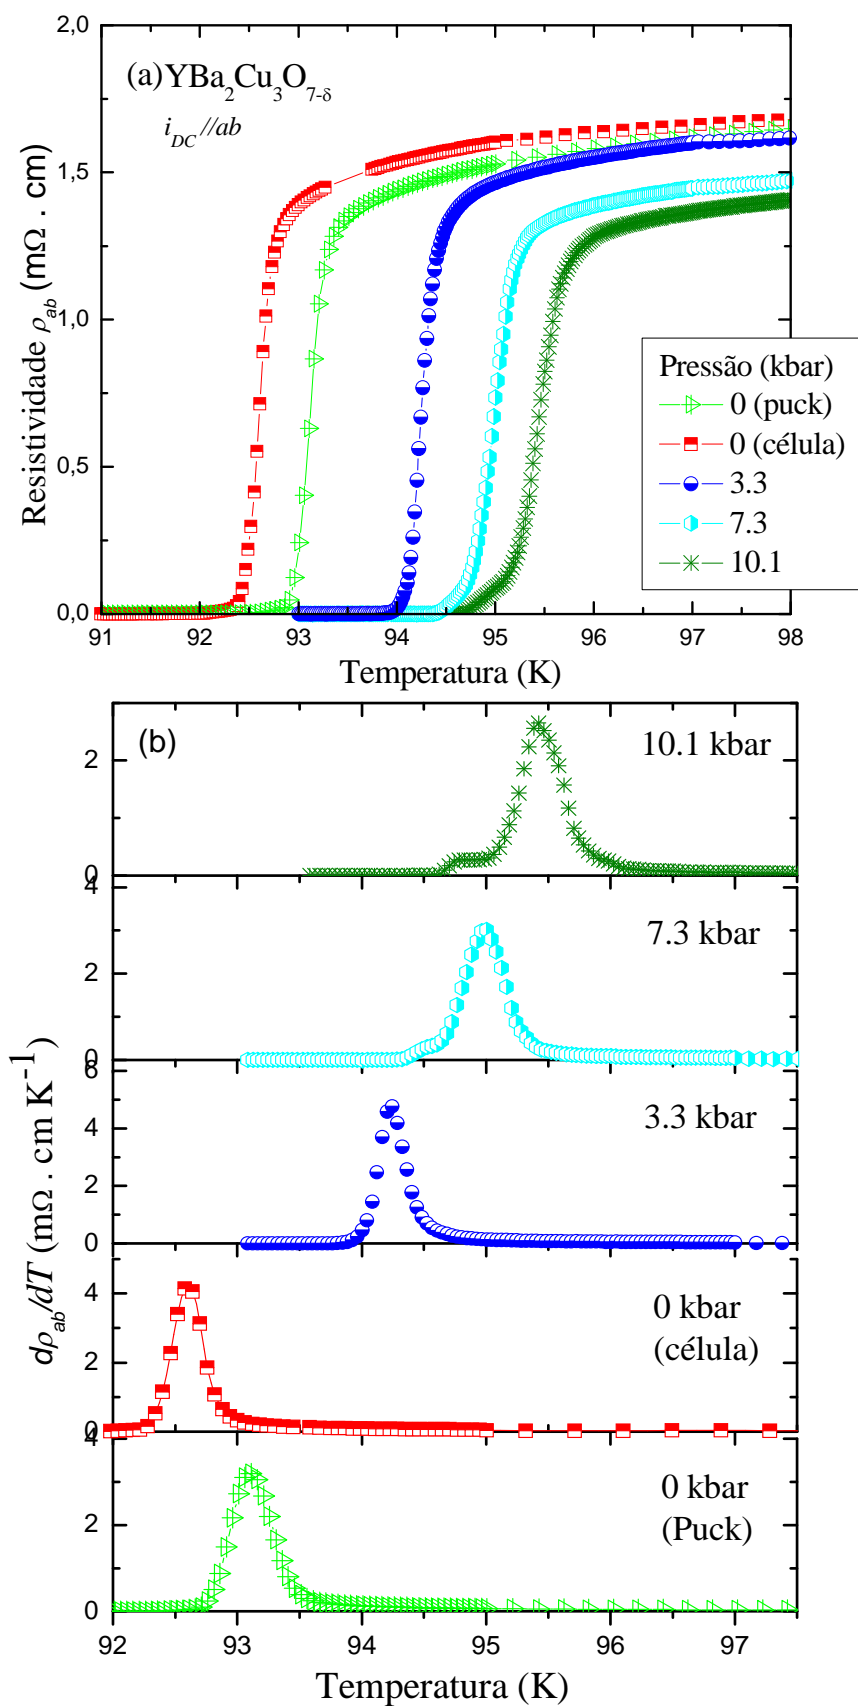 2,0
(a) YBa₂Cu₃O₇₋δ
i_DC //ab
1,5
1,0
0,5
0,0
Resistividade ρ_ab (mΩ . cm)
Pressão (kbar)
0 (puck)
0 (célula)
3.3
7.3
10.1
91 92 93 94 95 96 97 98
Temperatura (K)
(b)
10.1 kbar
2
0
4
7.3 kbar
2
0
6
3.3 kbar
4
2
0
4
0 kbar
(célula)
2
0
4
0 kbar
(Puck)
2
0
dρ_ab/dT (mΩ . cm K⁻¹)
92 93 94 95 96 97
Temperatura (K)